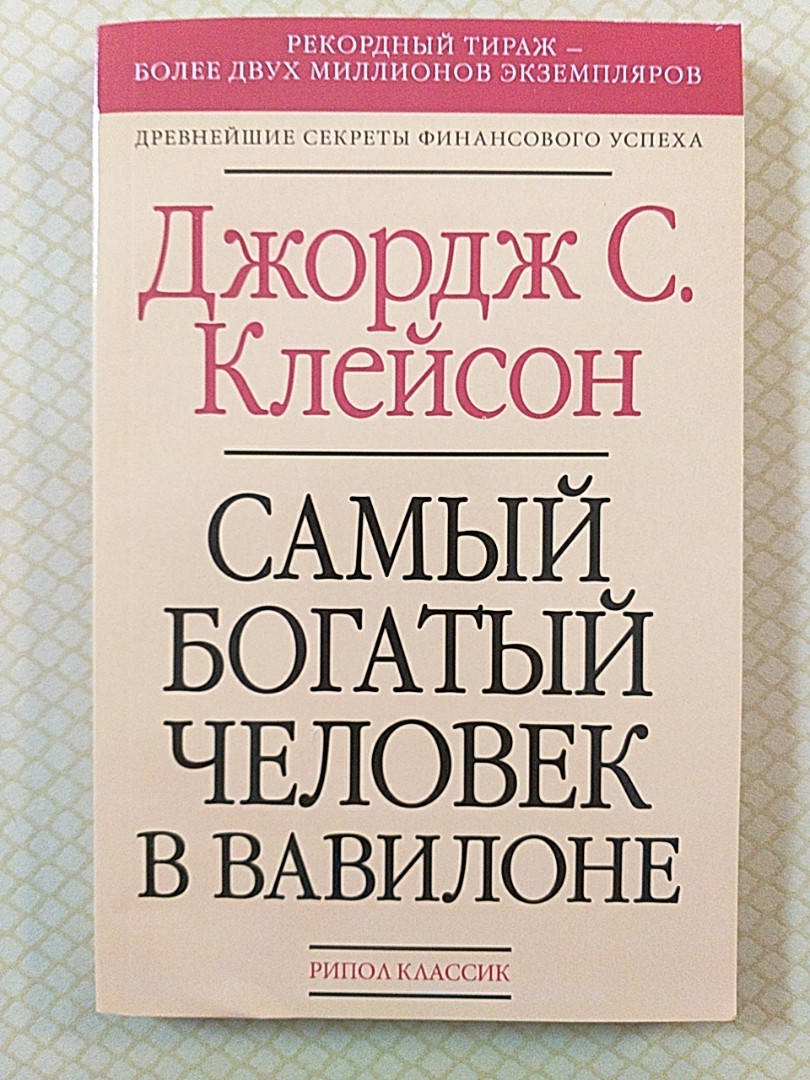 РЕКОРДНЫЙ ТИРАЖ –
БОЛЕЕ ДВУХ МИЛЛИОНОВ ЭКЗЕМПЛЯРОВ
ДРЕВНЕЙШИЕ СЕКРЕТЫ ФИНАНСОВОГО УСПЕХА
Джордж С.
Клейсон
САМЫЙ
БОГАТЫЙ
ЧЕЛОВЕК
В ВАВИЛОНЕ
РИПОЛ КЛАССИК